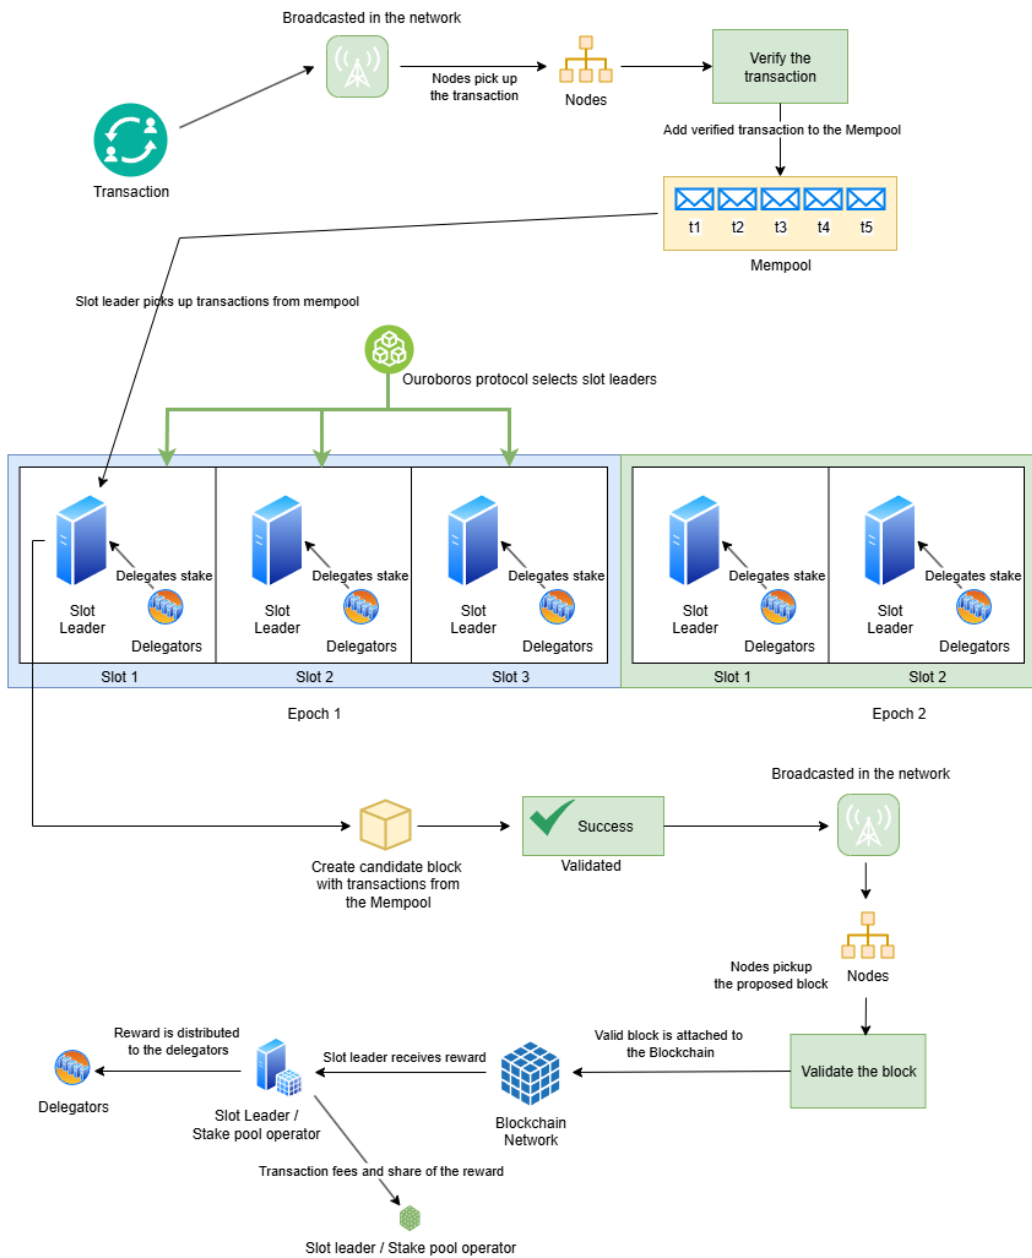 Broadcasted in the network
Nodes pick up
the transaction
Nodes
Verify the
transaction
Transaction
Add verified transaction to the Mempool
t1 t2 t3 t4 t5
Mempool
Slot leader picks up transactions from mempool
Ouroboros protocol selects slot leaders
Delegates stake
Slot
Leader
Delegators
Slot 1
Delegates stake
Slot
Leader
Delegators
Slot 2
Delegates stake
Slot
Leader
Delegators
Slot 3
Epoch 1
Delegates stake
Slot
Leader
Delegators
Slot 1
Delegates stake
Slot
Leader
Delegators
Slot 2
Epoch 2
Create candidate block
with transactions from
the Mempool
Success
Validated
Broadcasted in the network
Nodes pickup
the proposed block
Nodes
Validate the block
Valid block is attached to
the Blockchain
Blockchain
Network
Slot leader receives reward
Slot Leader /
Stake pool operator
Reward is distributed
to the delegators
Delegators
Transaction fees and share of the reward
Slot leader / Stake pool operator